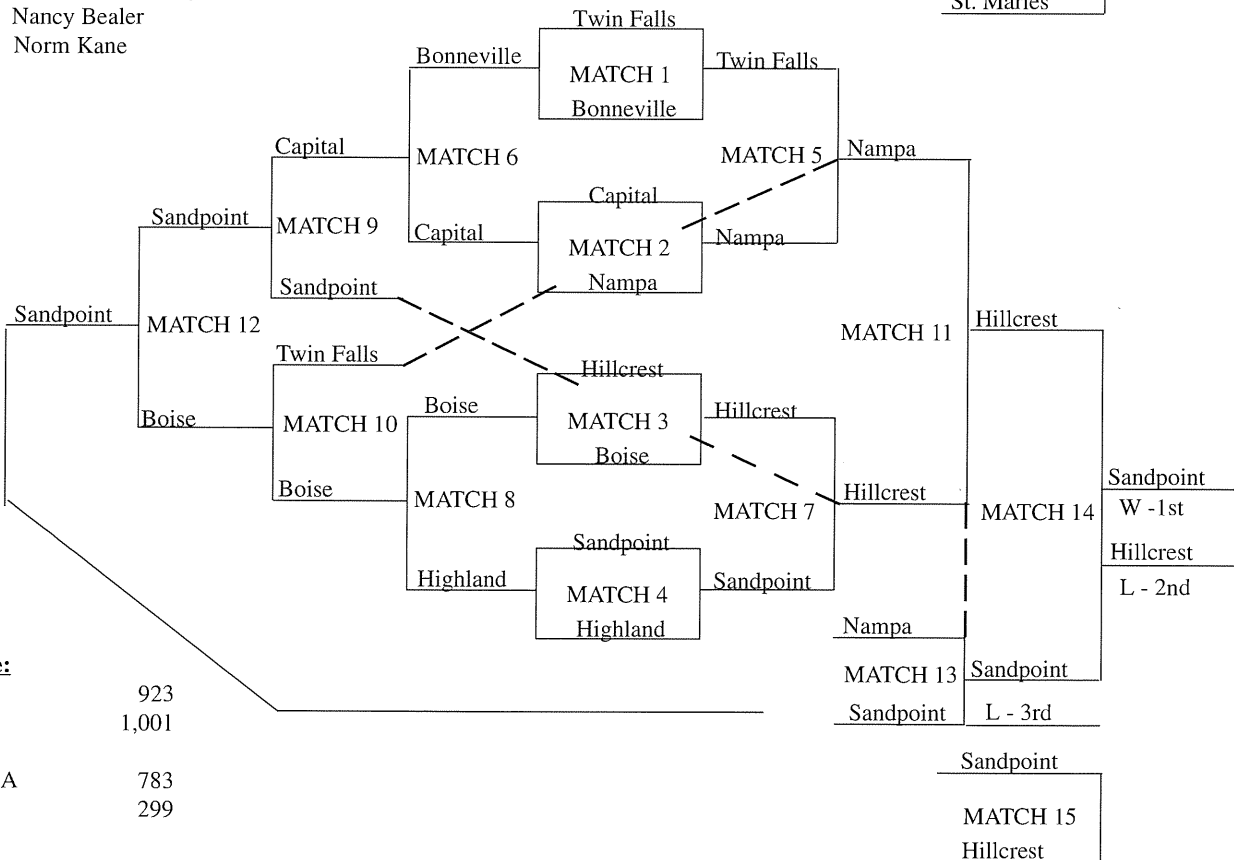 Nancy Bealer
Norm Kane
St. Maries
Twin Falls
MATCH 1
Bonneville
Bonneville
Twin Falls
Capital
MATCH 6
MATCH 5
Nampa
Capital
MATCH 2
Nampa
Capital
Nampa
Sandpoint
MATCH 9
Sandpoint
Sandpoint
MATCH 12
MATCH 11
Hillcrest
Twin Falls
Boise
MATCH 10
Boise
Hillcrest
MATCH 3
Boise
Boise
Hillcrest
MATCH 8
MATCH 7
Hillcrest
MATCH 14
Sandpoint
W -1st
Hillcrest
L - 2nd
Sandpoint
MATCH 4
Highland
Highland
Sandpoint
Nampa
MATCH 13
Sandpoint
Sandpoint
L - 3rd
e:
923
1,001
A 783
299
Sandpoint
MATCH 15
Hillcrest